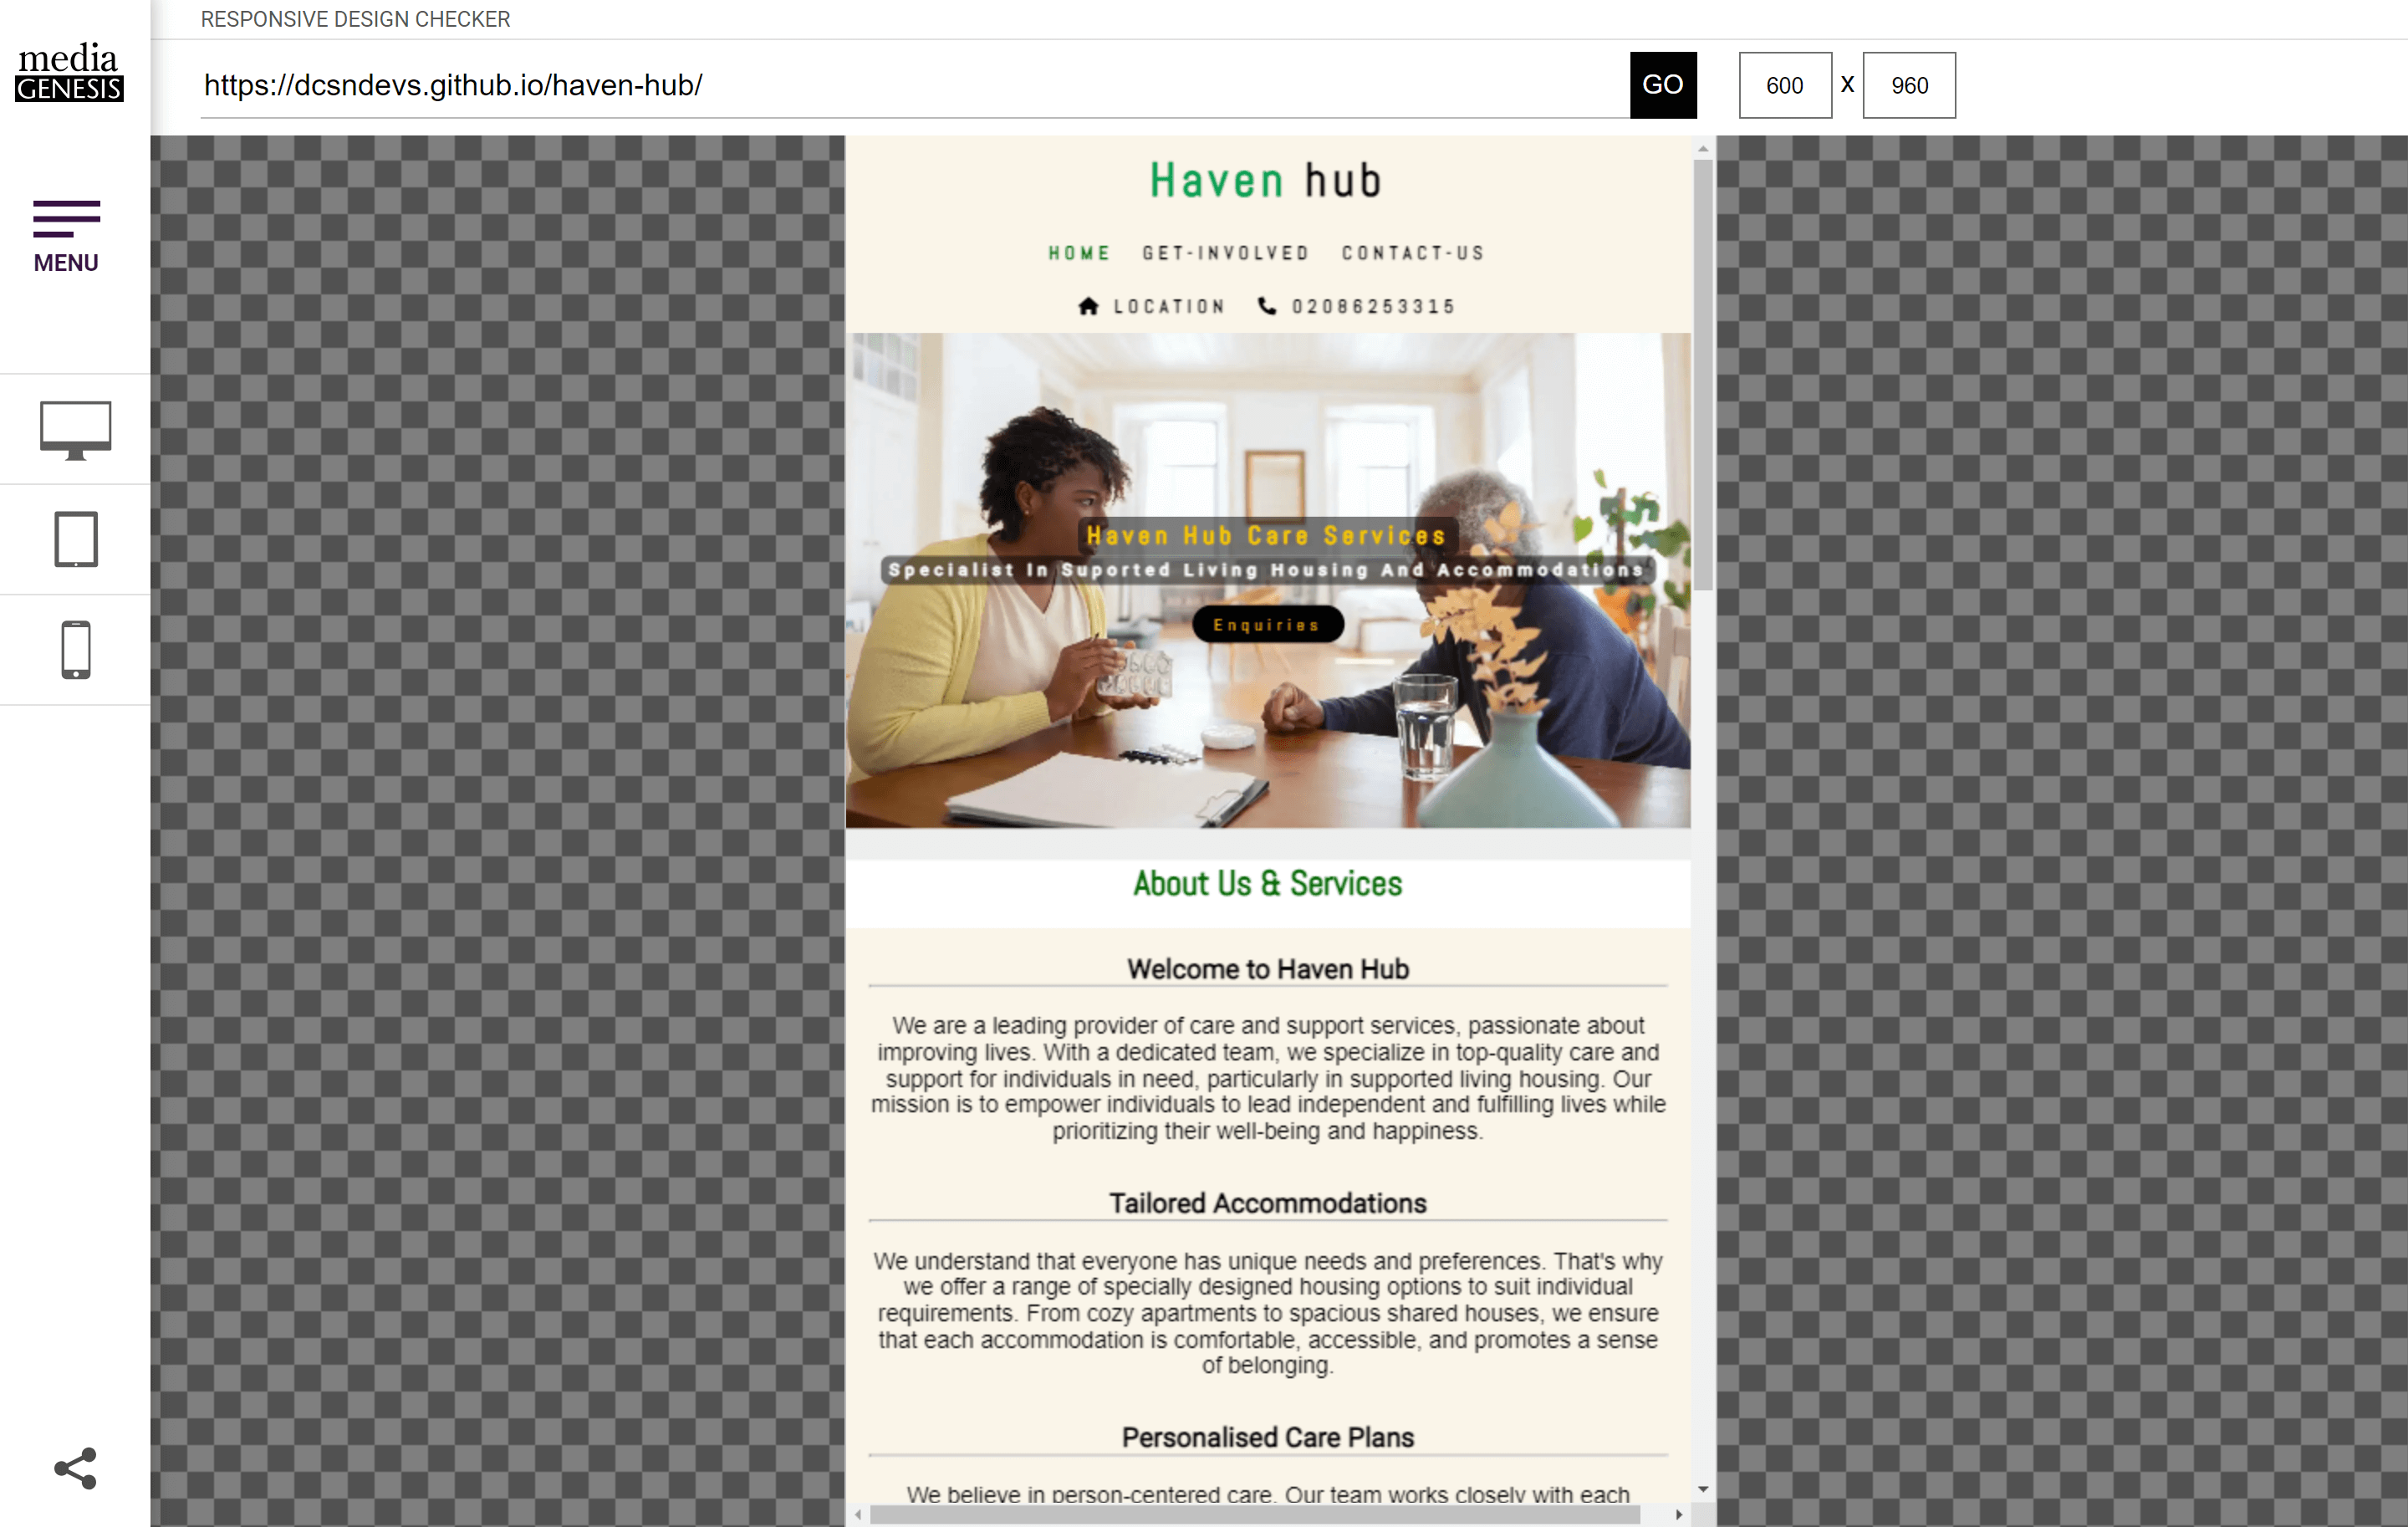 RESPONSIVE DESIGN CHECKER
media
GENESIS
https://dcsndevs.github.io/haven-hub/
GO
600
X
960
MENU
Haven hub
HOME GET-INVOLVED CONTACT-US
LOCATION 02086253315
Haven Hub Care Services
Specialist In Suported Living Housing And Accommodations
Enquiries
About Us & Services
Welcome to Haven Hub
We are a leading provider of care and support services, passionate about
improving lives. With a dedicated team, we specialize in top-quality care and
support for individuals in need, particularly in supported living housing. Our
mission is to empower individuals to lead independent and fulfilling lives while
prioritizing their well-being and happiness.
Tailored Accommodations
We understand that everyone has unique needs and preferences. That's why
we offer a range of specially designed housing options to suit individual
requirements. From cozy apartments to spacious shared houses, we ensure
that each accommodation is comfortable, accessible, and promotes a sense
of belonging.
Personalised Care Plans
We believe in person-centered care. Our team works closely with each